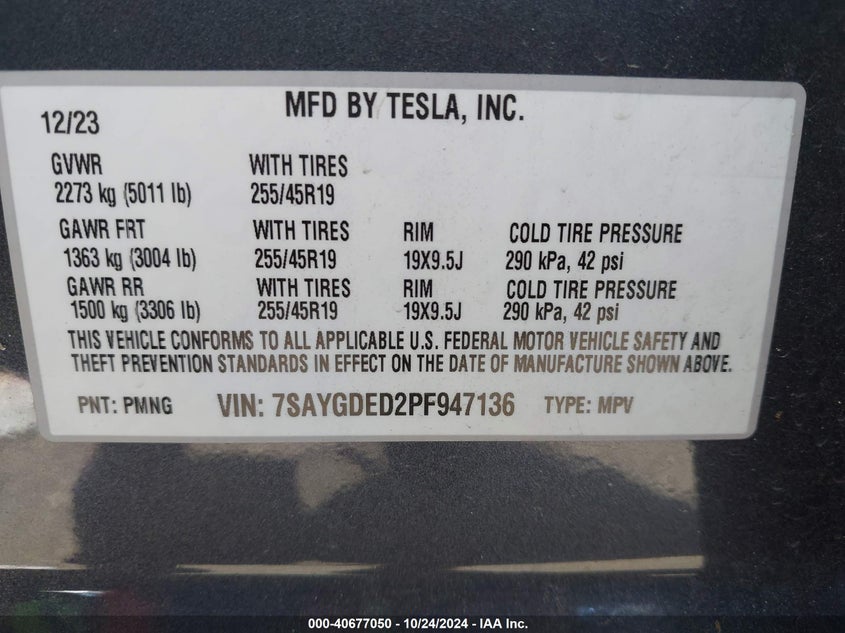 MFD BY TESLA, INC.
12/23
GVWR WITH TIRES
2273 kg (5011 lb) 255/45R19
GAWR FRT WITH TIRES RIM COLD TIRE PRESSURE
1363 kg (3004 lb) 255/45R19 19X9.5J 290 kPa, 42 psi
GAWR RR WITH TIRES RIM COLD TIRE PRESSURE
1500 kg (3306 lb) 255/45R19 19X9.5J 290 kPa, 42 psi
THIS VEHICLE CONFORMS TO ALL APPLICABLE U.S. FEDERAL MOTOR VEHICLE SAFETY AND
THEFT PREVENTION STANDARDS IN EFFECT ON THE DATE OF MANUFACTURE SHOWN ABOVE.
PNT: PMNG VIN: 7SAYGDED2PF947136 TYPE: MPV
000-40677050 - 10/24/2024 - IAA Inc.